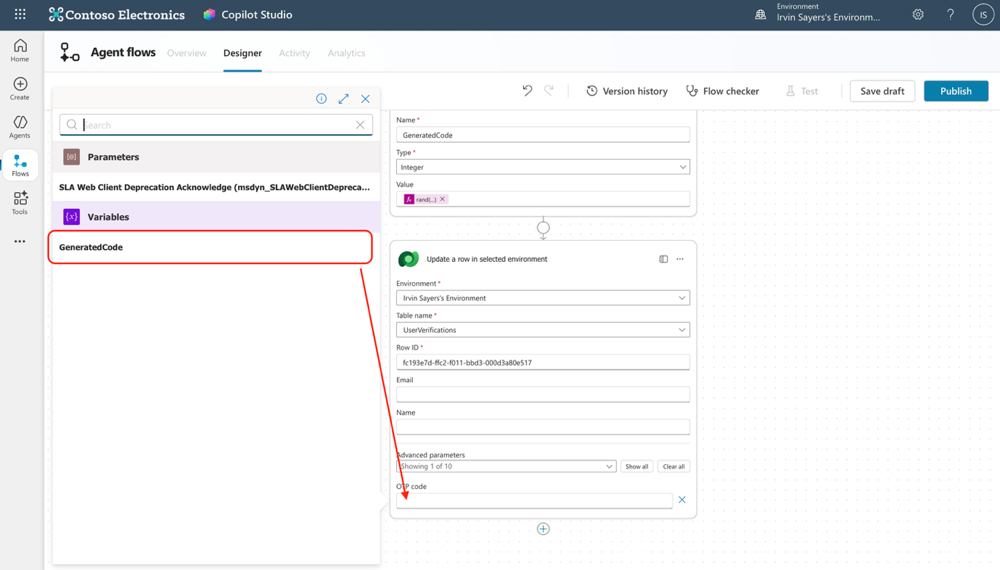 Contoso Electronics
Copilot Studio
Environment
Irvin Sayers's Environm...
?
IS
Home
Create
Agents
Flows
Tools
Agent flows
Overview
Designer
Activity
Analytics
Version history
Flow checker
Test
Save draft
Publish
Search
[@] Parameters
SLA Web Client Deprecation Acknowledge (msdyn_SLAWebClientDepreca...
{x} Variables
GeneratedCode
Name *
GeneratedCode
Type *
Integer
Value
fx rand(...)
Update a row in selected environment
Environment *
Irvin Sayers's Environment
Table name *
UserVerifications
Row ID *
fc193e7d-ffc2-f011-bbd3-000d3a80e517
Email
Name
Advanced parameters
Showing 1 of 10
Show all
Clear all
OTP code